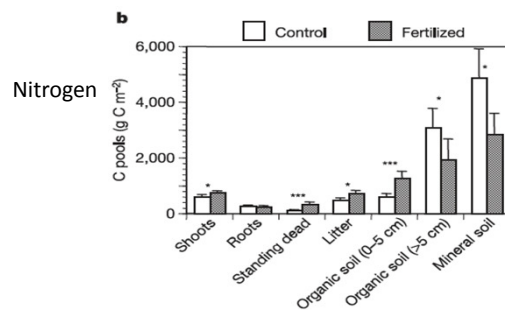 b
Control
Fertilized
Nitrogen
C pools (g C m⁻²)
6,000
4,000
2,000
0
*
***
*
***
*
*
Shoots
Roots
Standing dead
Litter
Organic soil (0–5 cm)
Organic soil (>5 cm)
Mineral soil